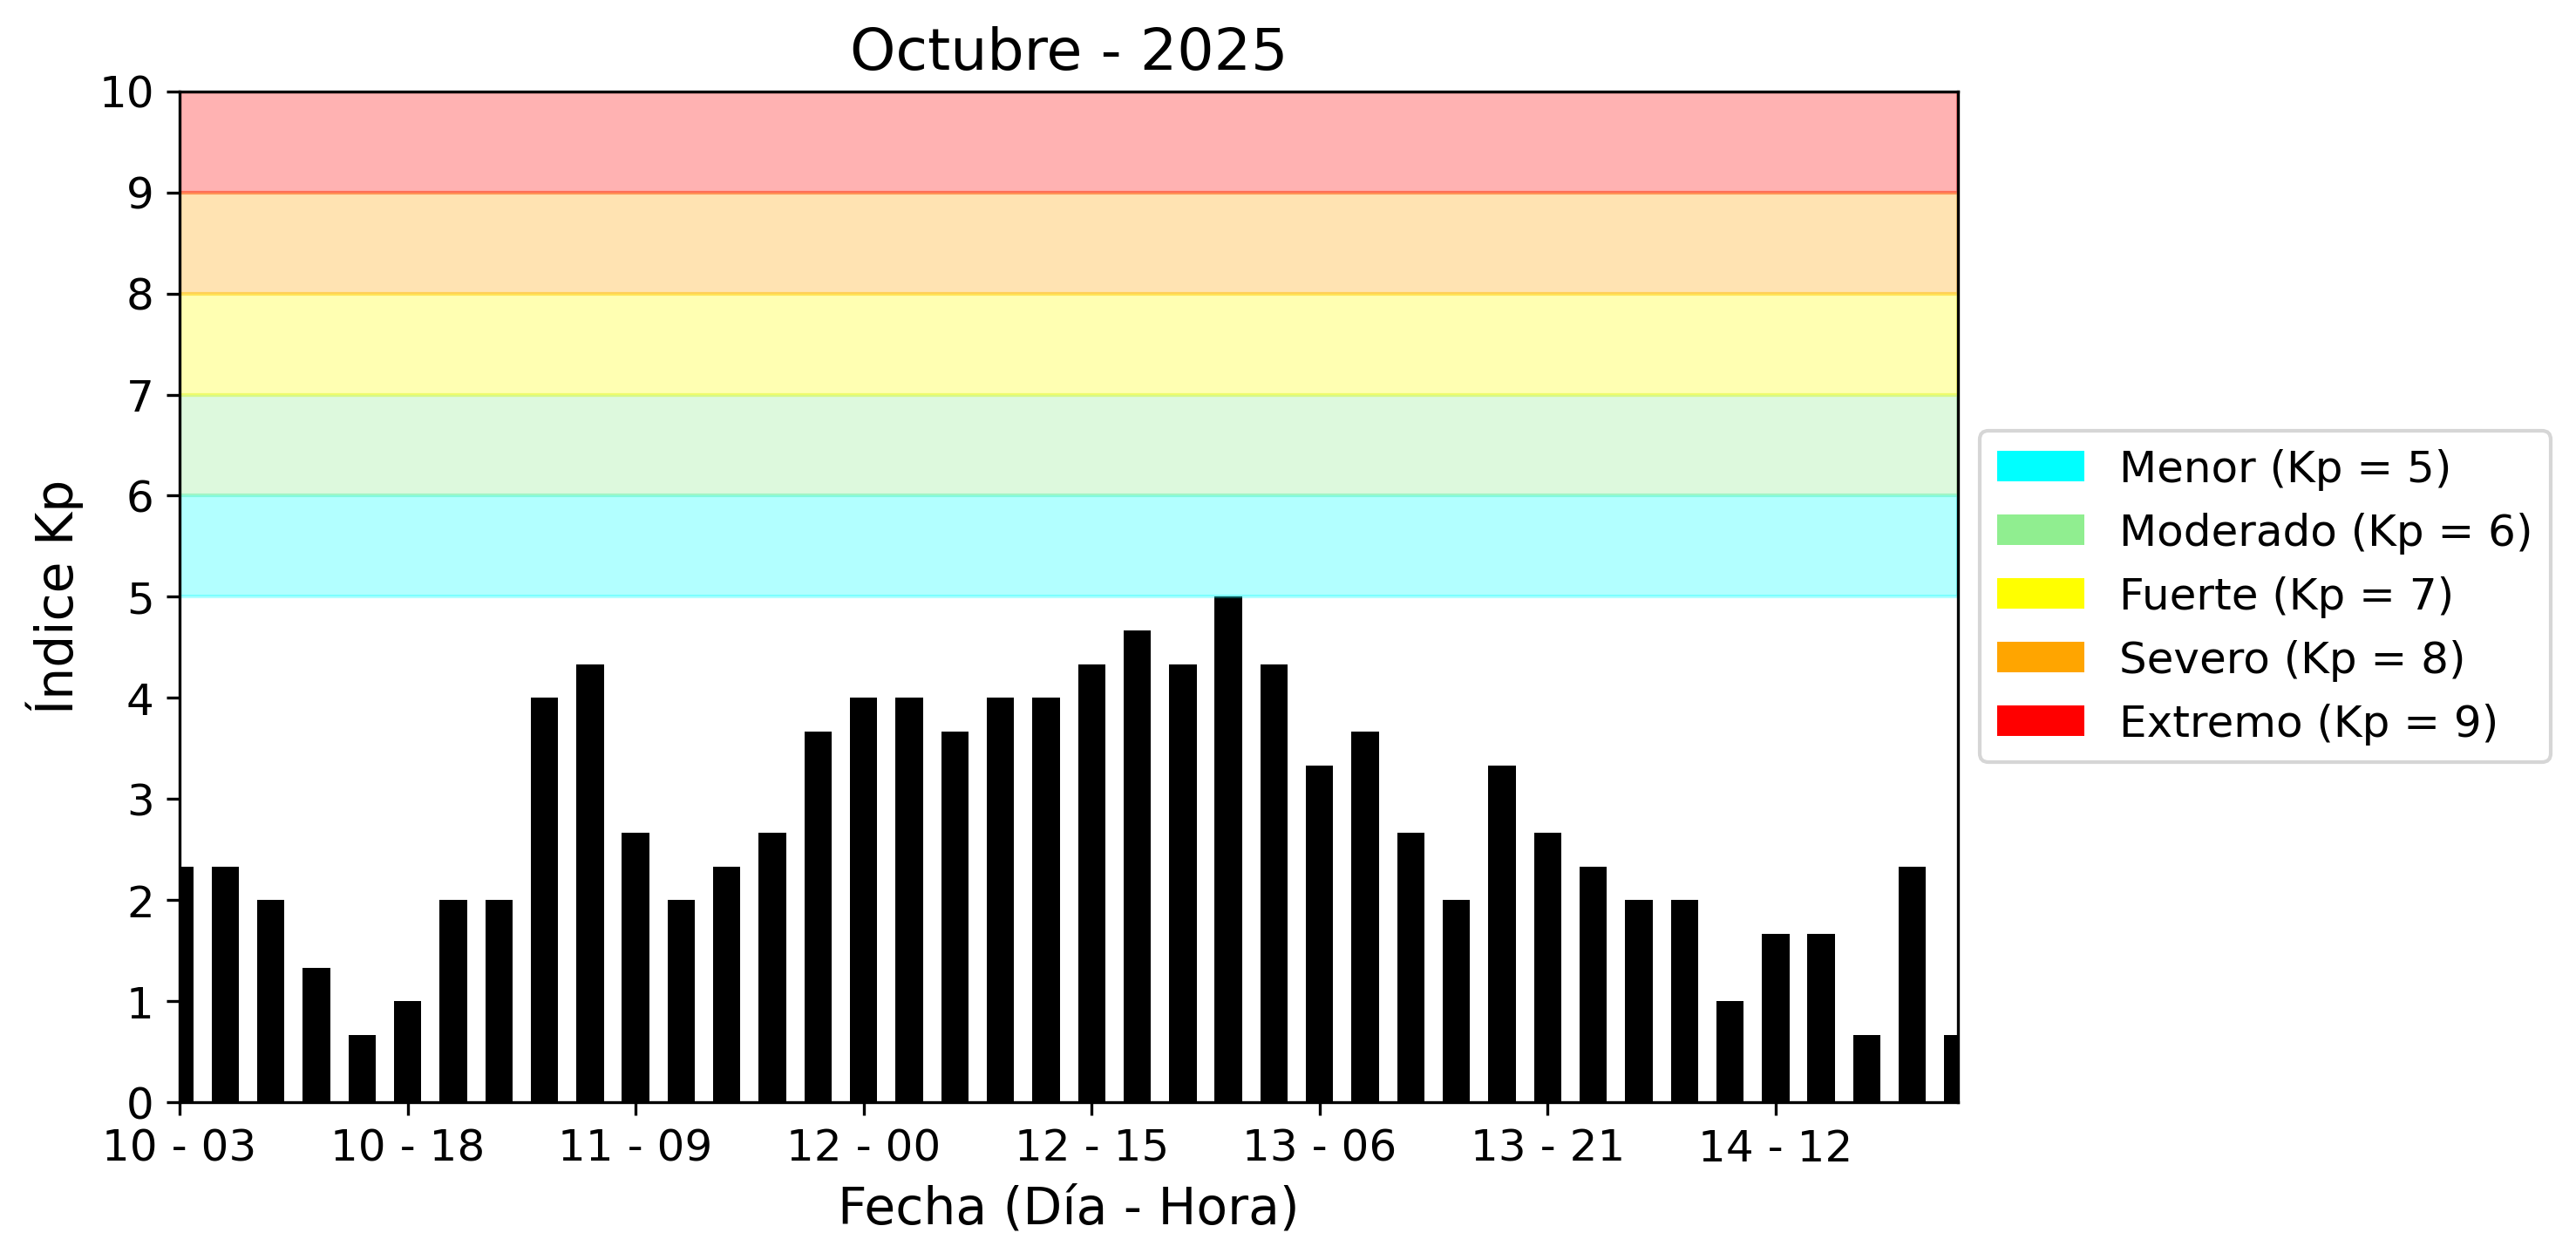 Octubre - 2025
10
9
8
7
6
5
4
3
2
1
0
Índice Kp
10 - 03
10 - 18
11 - 09
12 - 00
12 - 15
13 - 06
13 - 21
14 - 12
Fecha (Día - Hora)
Menor (Kp = 5)
Moderado (Kp = 6)
Fuerte (Kp = 7)
Severo (Kp = 8)
Extremo (Kp = 9)